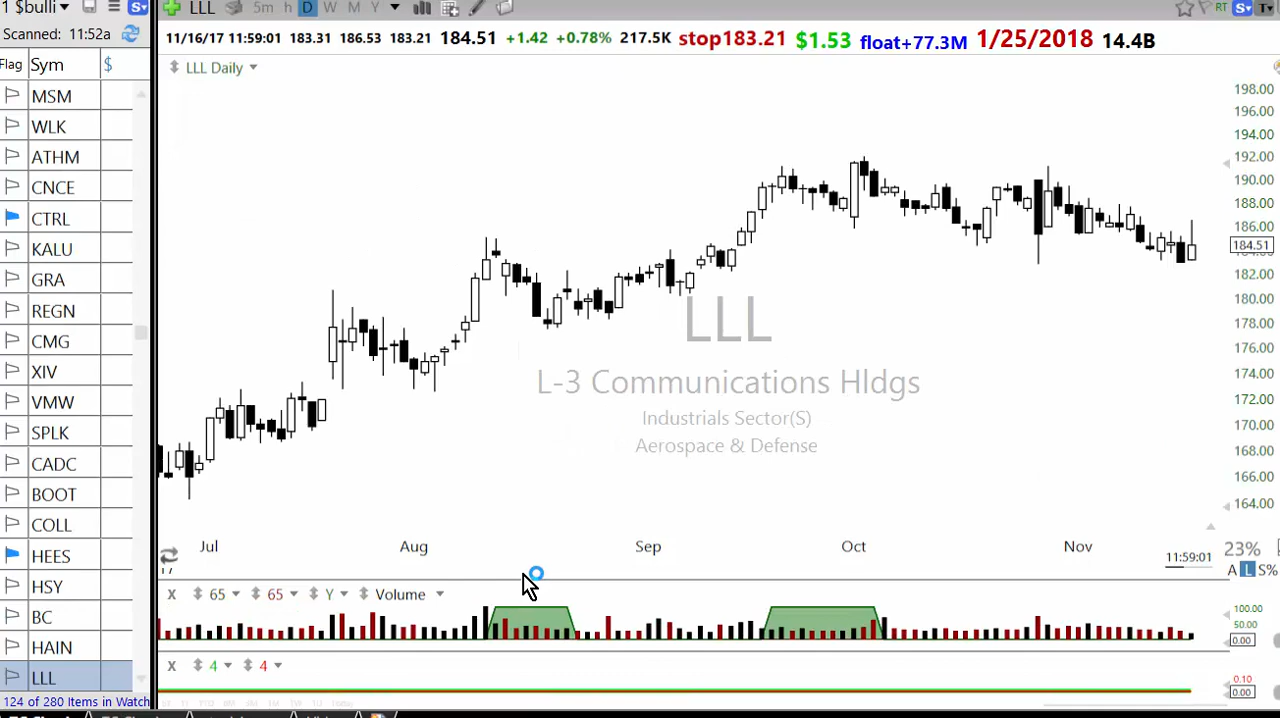 1 $bulli
Scanned: 11:52a
Flag Sym $
MSM
WLK
ATHM
CNCE
CTRL
KALU
GRA
REGN
CMG
XIV
VMW
SPLK
CADC
BOOT
COLL
HEES
HSY
BC
HAIN
LLL
124 of 280 Items in Watch
LLL 5m h D W M Y RT S T
11/16/17 11:59:01 183.31 186.53 183.21 184.51 +1.42 +0.78% 217.5K stop183.21 $1.53 float+77.3M 1/25/2018 14.4B
LLL Daily
198.00
196.00
194.00
192.00
190.00
188.00
186.00
184.51
182.00
180.00
178.00
176.00
174.00
172.00
170.00
168.00
166.00
164.00
LLL
L-3 Communications Hldgs
Industrials Sector(S)
Aerospace & Defense
Jul Aug Sep Oct Nov
11:59:01 23%
A L S%
X 65 65 Y Volume
100.00
50.00
0.00
X 4 4
0.10
0.00